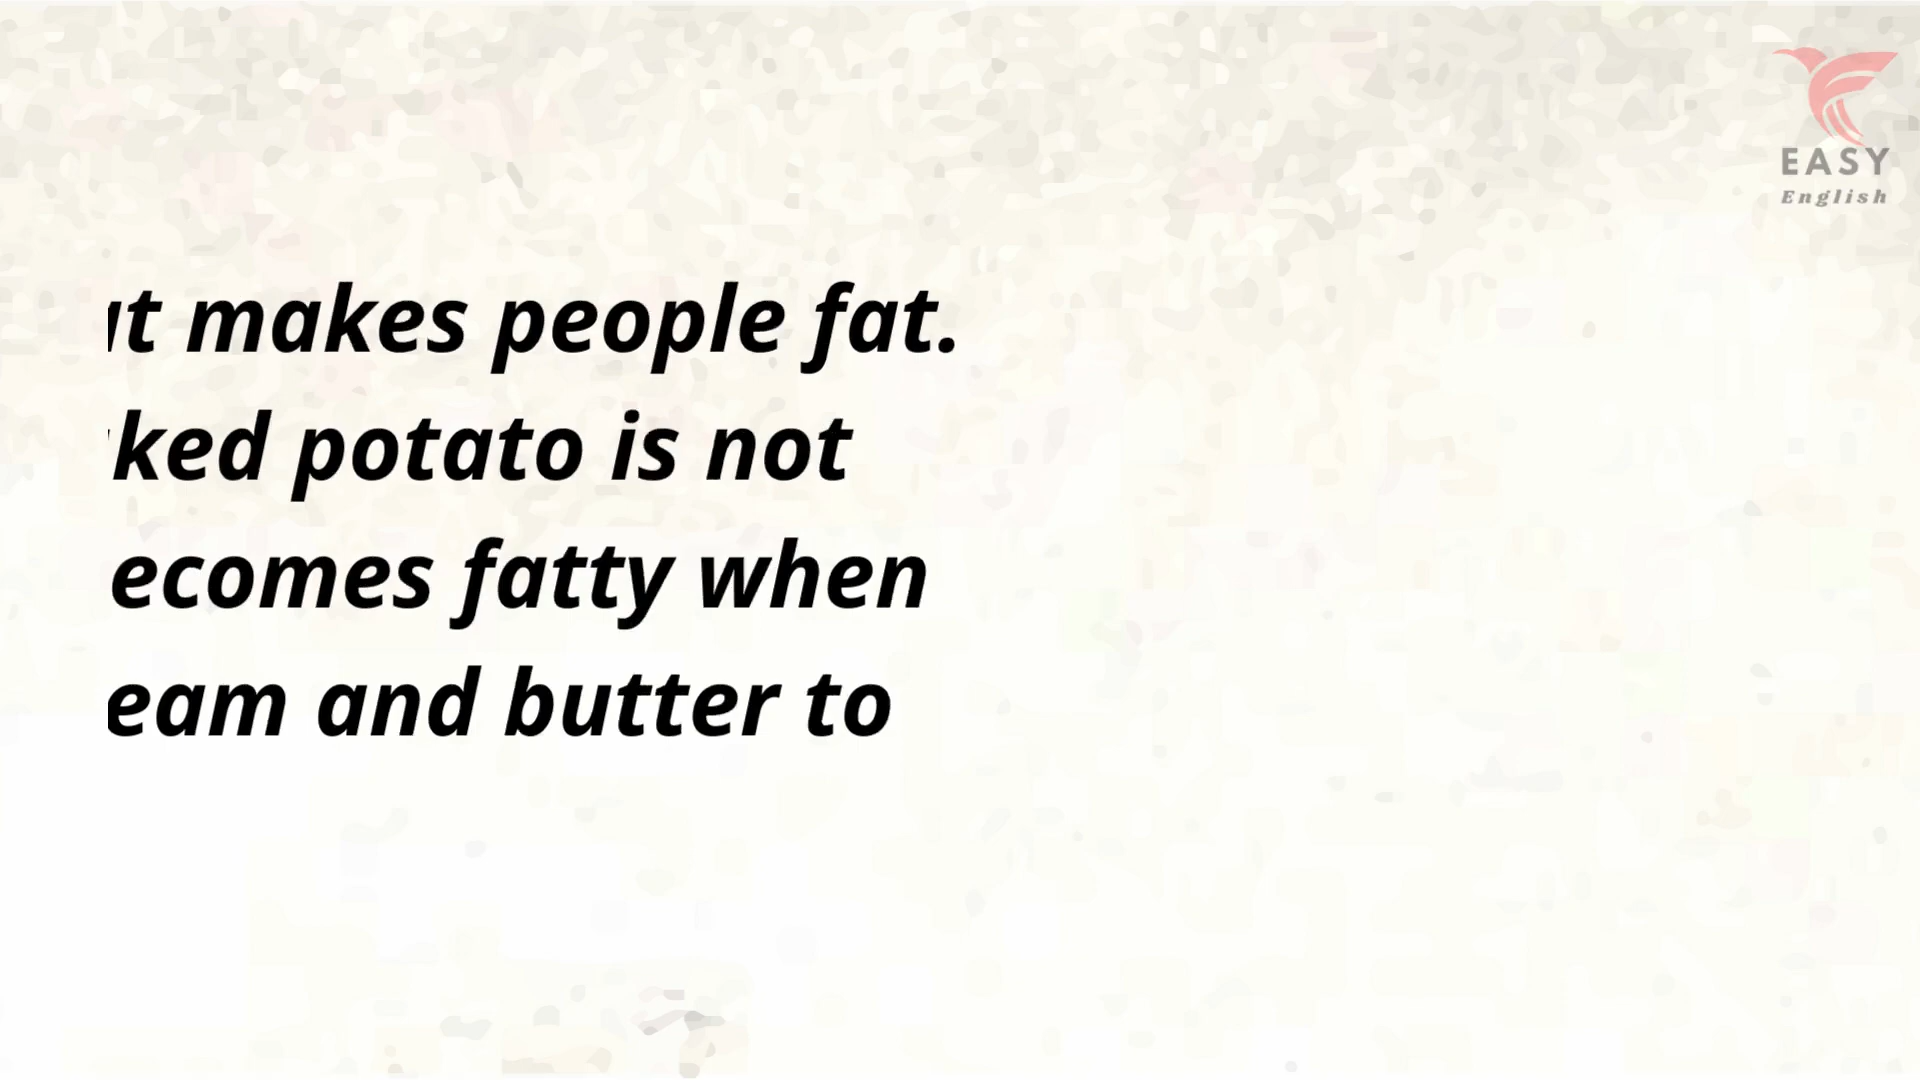 makes people fat.
potato is not
fatty when
and butter to
EASY
English